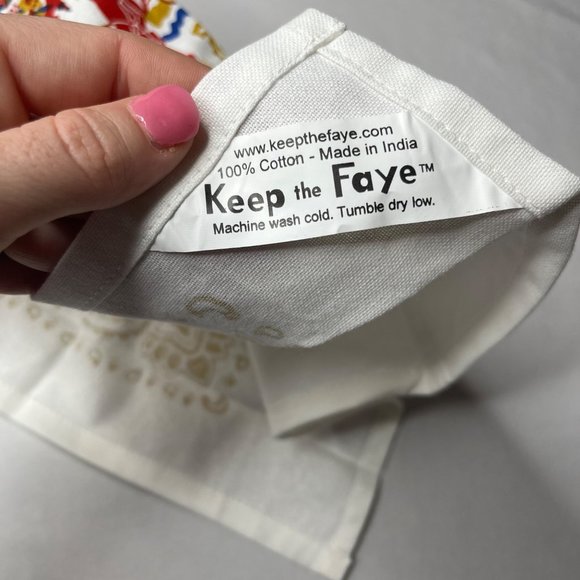 www.keepthefaye.com
100% Cotton - Made in India
Keep the Faye™
Machine wash cold. Tumble dry low.